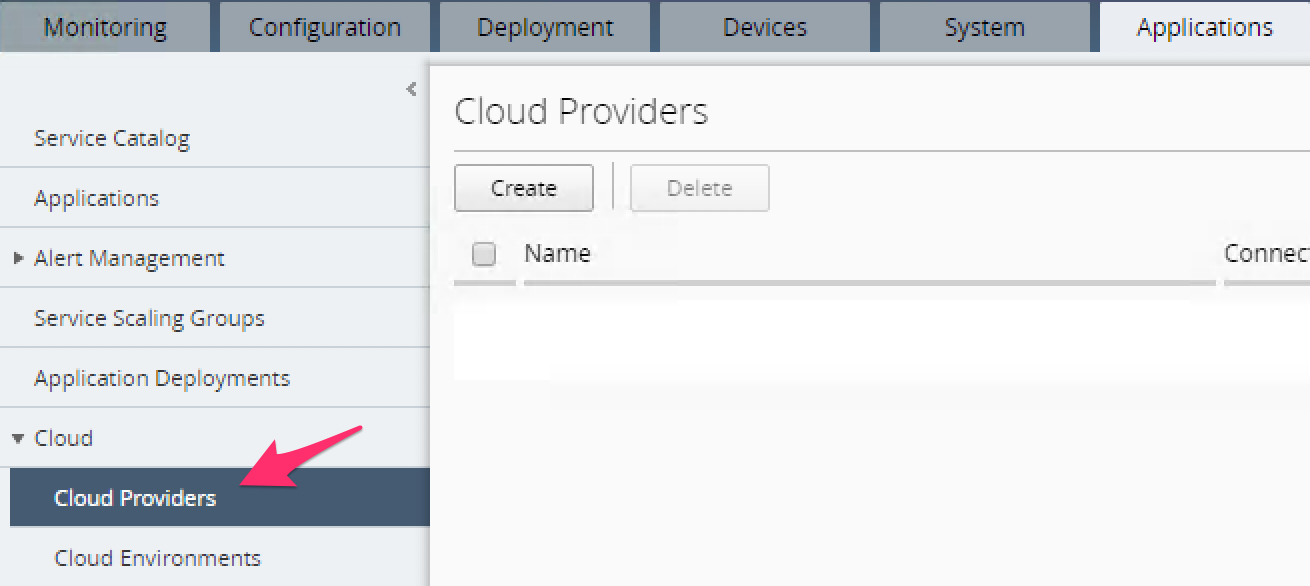 Monitoring Configuration Deployment Devices System Applications
Service Catalog
Applications
Alert Management
Service Scaling Groups
Application Deployments
Cloud
Cloud Providers
Cloud Environments
Cloud Providers
Create Delete
Name Connect